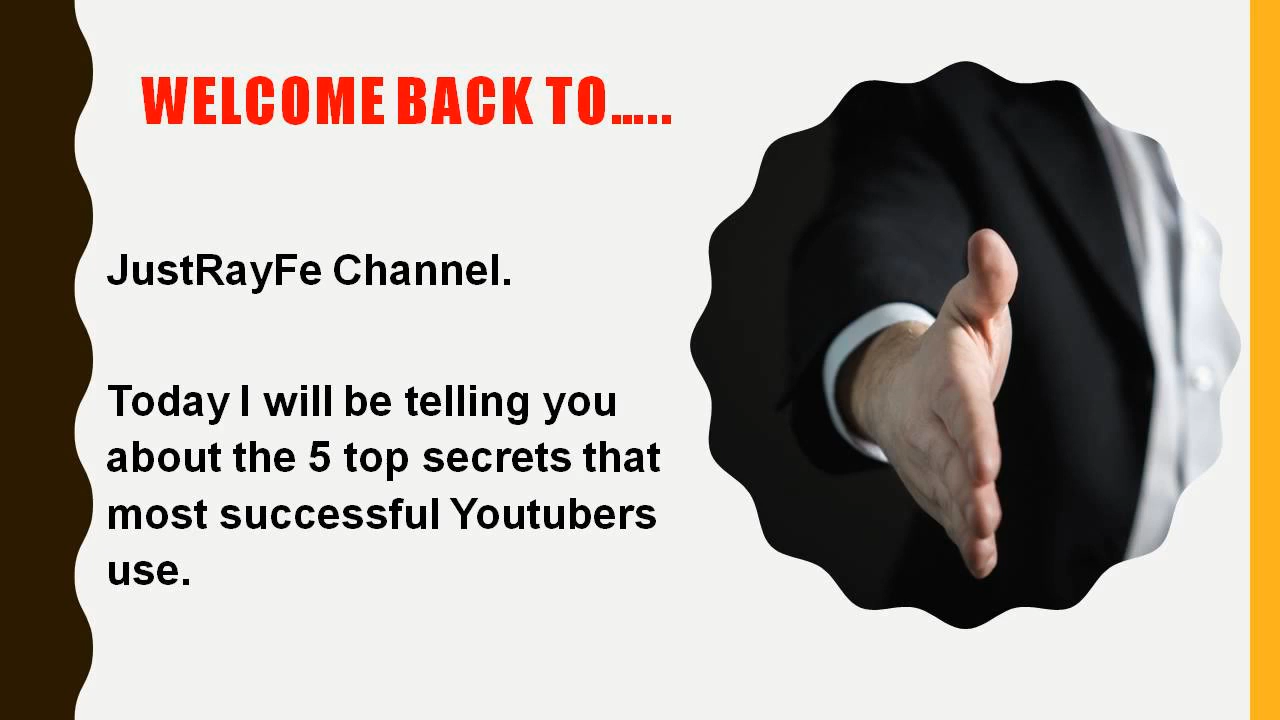 WELCOME BACK TO.....
JustRayFe Channel.
Today I will be telling you
about the 5 top secrets that
most successful Youtubers
use.